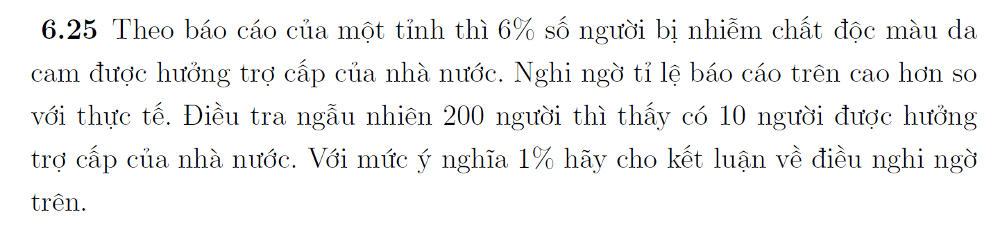 6.25 Theo báo cáo của một tỉnh thì 6% số người bị nhiễm chất độc màu da
cam được hưởng trợ cấp của nhà nước. Nghi ngờ tỉ lệ báo cáo trên cao hơn so
với thực tế. Điều tra ngẫu nhiên 200 người thì thấy có 10 người được hưởng
trợ cấp của nhà nước. Với mức ý nghĩa 1% hãy cho kết luận về điều nghi ngờ
trên.